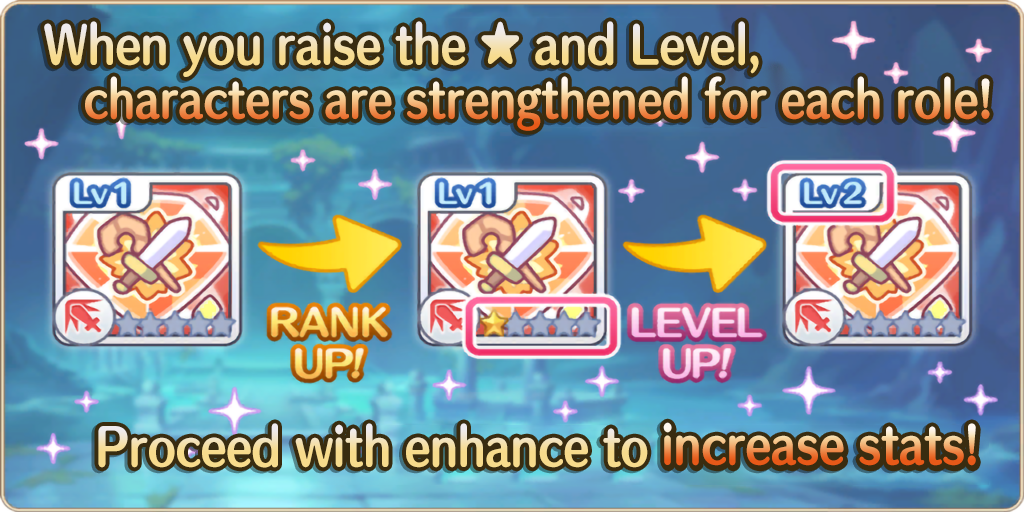 When you raise the ★ and Level,
characters are strengthened for each role!
Lv1
Lv1
Lv2
RANK
UP!
LEVEL
UP!
Proceed with enhance to increase stats!